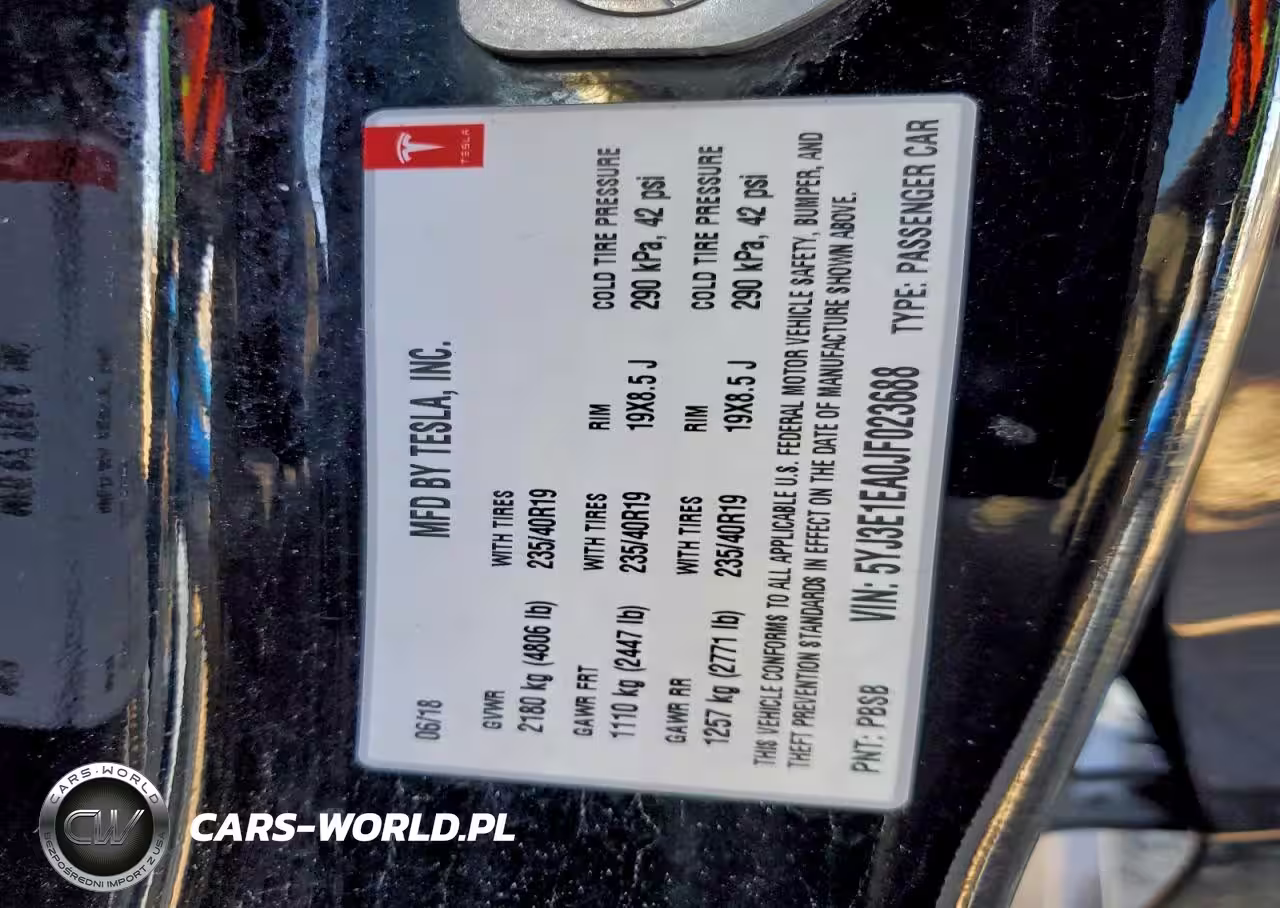 TESLA
06/18 MFD BY TESLA, INC.
GVWR WITH TIRES
2180 kg (4806 lb) 235/40R19
GAWR FRT WITH TIRES RIM COLD TIRE PRESSURE
1110 kg (2447 lb) 235/40R19 19X8.5 J 290 kPa, 42 psi
GAWR RR WITH TIRES RIM COLD TIRE PRESSURE
1257 kg (2771 lb) 235/40R19 19X8.5 J 290 kPa, 42 psi
THIS VEHICLE CONFORMS TO ALL APPLICABLE U.S. FEDERAL MOTOR VEHICLE SAFETY, BUMPER, AND
THEFT PREVENTION STANDARDS IN EFFECT ON THE DATE OF MANUFACTURE SHOWN ABOVE.
PNT: PBSB VIN: 5YJ3E1EA0JF023688 TYPE: PASSENGER CAR
CARS-WORLD
CW
BEZPOŚREDNI IMPORT Z USA
CARS-WORLD.PL